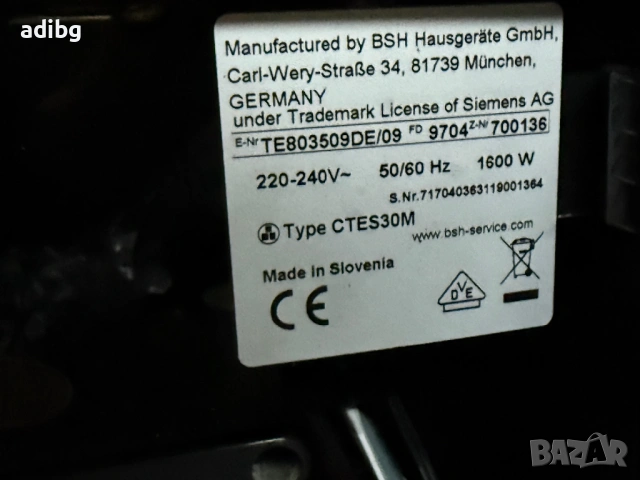 adibg
Manufactured by BSH Hausgeräte GmbH,
Carl-Wery-Straße 34, 81739 München,
GERMANY
under Trademark License of Siemens AG
E-Nr TE803509DE/09 FD 9704 Z-Nr 700136
220-240V~ 50/60 Hz 1600 W
S.Nr.717040363119001364
Type CTES30M
www.bsh-service.com
Made in Slovenia
CE
DVE
BAZAR